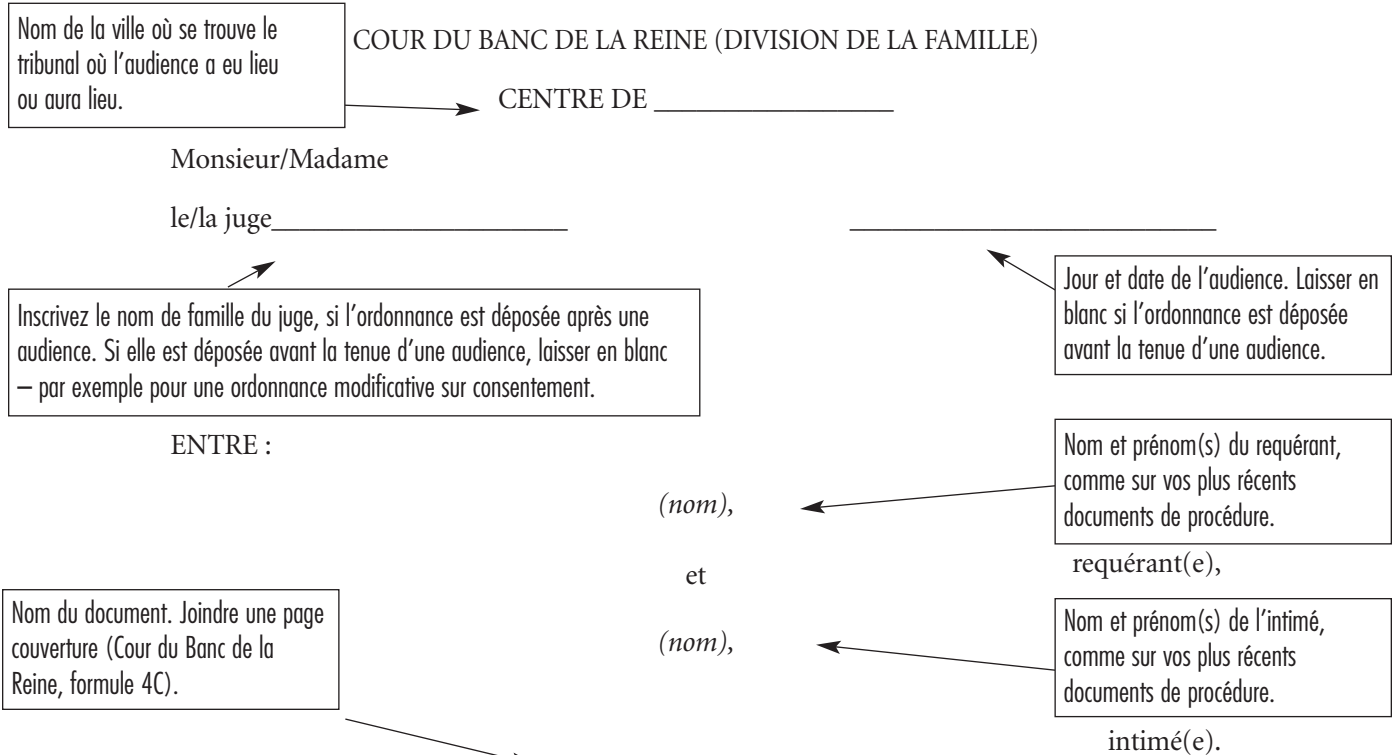 Nom de la ville où se trouve le
tribunal où l'audience a eu lieu
ou aura lieu.
COUR DU BANC DE LA REINE (DIVISION DE LA FAMILLE)
CENTRE DE _________________
Monsieur/Madame
le/la juge_____________________ __________________________
Inscrivez le nom de famille du juge, si l'ordonnance est déposée après une
audience. Si elle est déposée avant la tenue d'une audience, laisser en blanc
– par exemple pour une ordonnance modificative sur consentement.
Jour et date de l'audience. Laisser en
blanc si l'ordonnance est déposée
avant la tenue d'une audience.
ENTRE :
(nom),
Nom et prénom(s) du requérant,
comme sur vos plus récents
documents de procédure.
requérant(e),
et
Nom du document. Joindre une page
couverture (Cour du Banc de la
Reine, formule 4C).
(nom),
Nom et prénom(s) de l'intimé,
comme sur vos plus récents
documents de procédure.
intimé(e).